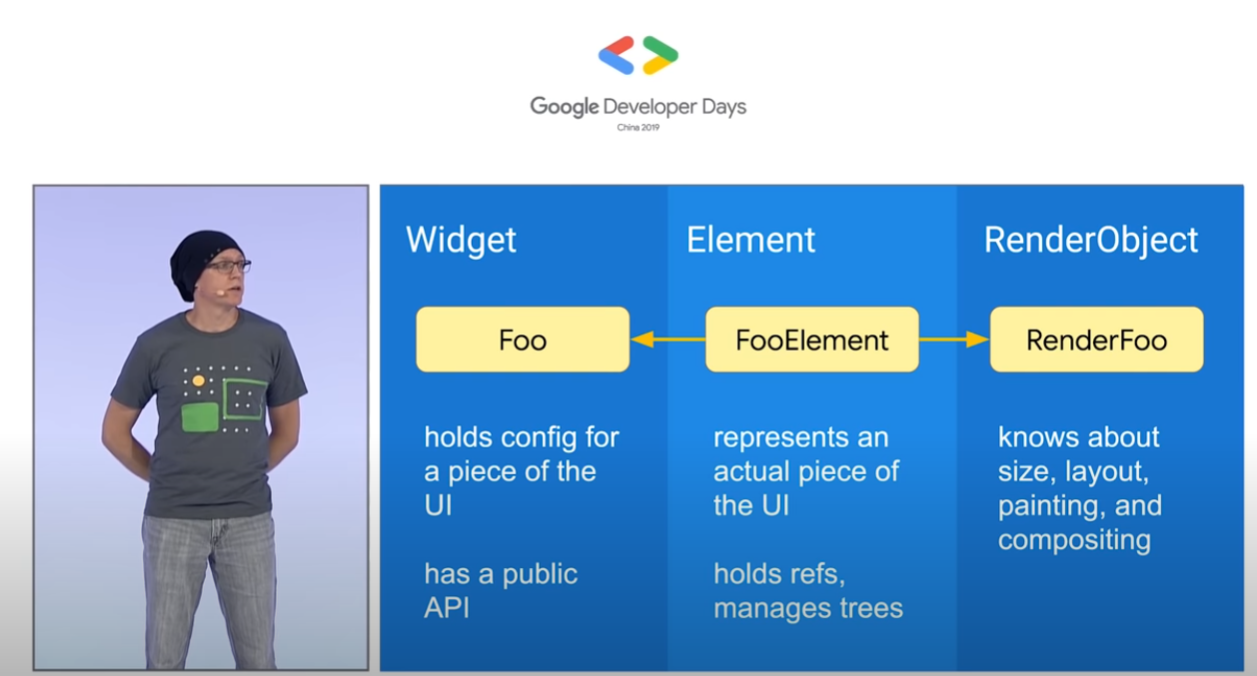 Google Developer Days
China 2019
Widget
Element
RenderObject
Foo
FooElement
RenderFoo
holds config for
a piece of the
UI
has a public
API
represents an
actual piece of
the UI
holds refs,
manages trees
knows about
size, layout,
painting, and
compositing